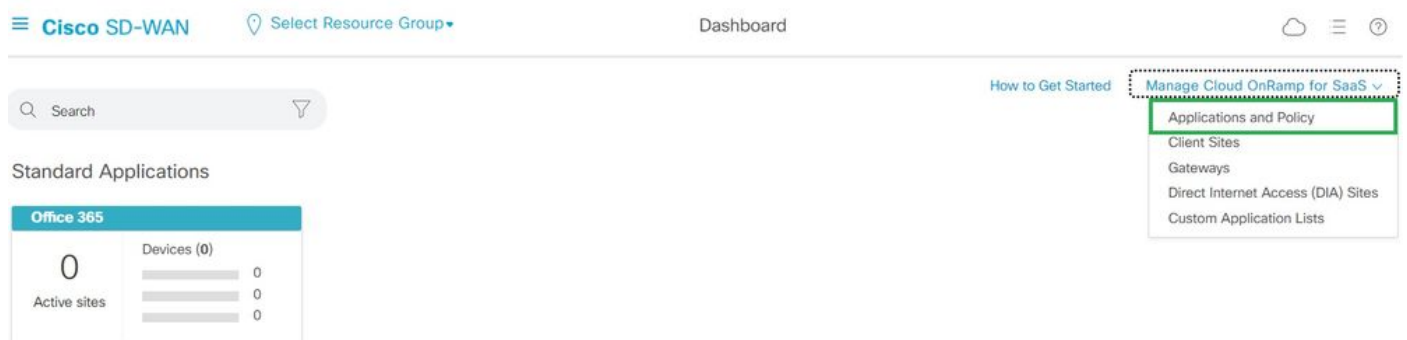 Cisco SD-WAN
Select Resource Group
Dashboard
How to Get Started
Manage Cloud OnRamp for SaaS
Search
Applications and Policy
Client Sites
Gateways
Direct Internet Access (DIA) Sites
Custom Application Lists
Standard Applications
Office 365
0
Active sites
Devices (0)
0
0
0